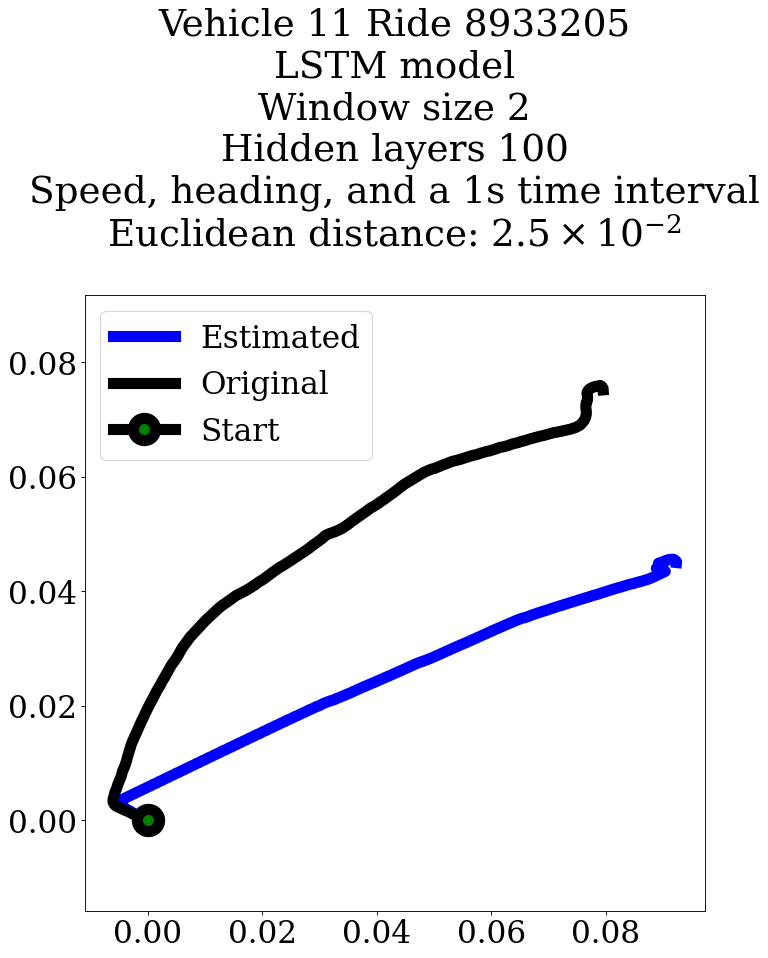 Vehicle 11 Ride 8933205
LSTM model
Window size 2
Hidden layers 100
Speed, heading, and a 1s time interval
Euclidean distance: 2.5 × 10⁻²
Estimated
Original
Start
0.08
0.06
0.04
0.02
0.00
0.00 0.02 0.04 0.06 0.08